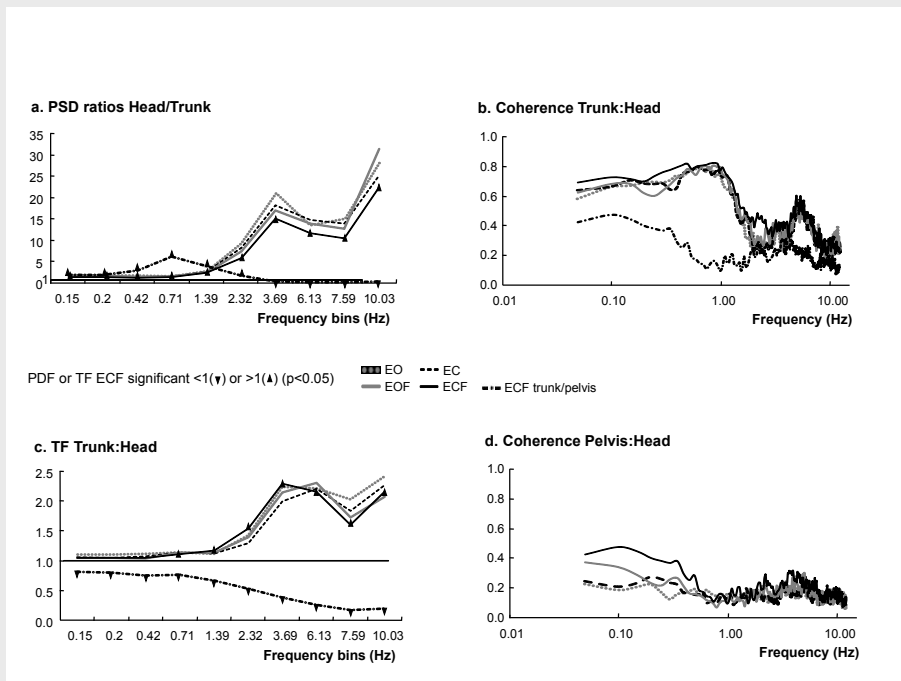 a. PSD ratios Head/Trunk
35
30
25
20
15
10
5
1
0
0.15 0.2 0.42 0.71 1.39 2.32 3.69 6.13 7.59 10.03
Frequency bins (Hz)
b. Coherence Trunk:Head
1.0
0.8
0.6
0.4
0.2
0.0
0.01 0.10 1.00 10.00
Frequency (Hz)
PDF or TF ECF significant <1(▼) or >1(▲) (p<0.05)
EO EC
EOF ECF ECF trunk/pelvis
c. TF Trunk:Head
2.5
2.0
1.5
1.0
0.5
0.0
0.15 0.2 0.42 0.71 1.39 2.32 3.69 6.13 7.59 10.03
Frequency bins (Hz)
d. Coherence Pelvis:Head
1.0
0.8
0.6
0.4
0.2
0.0
0.01 0.10 1.00 10.00
Frequency (Hz)